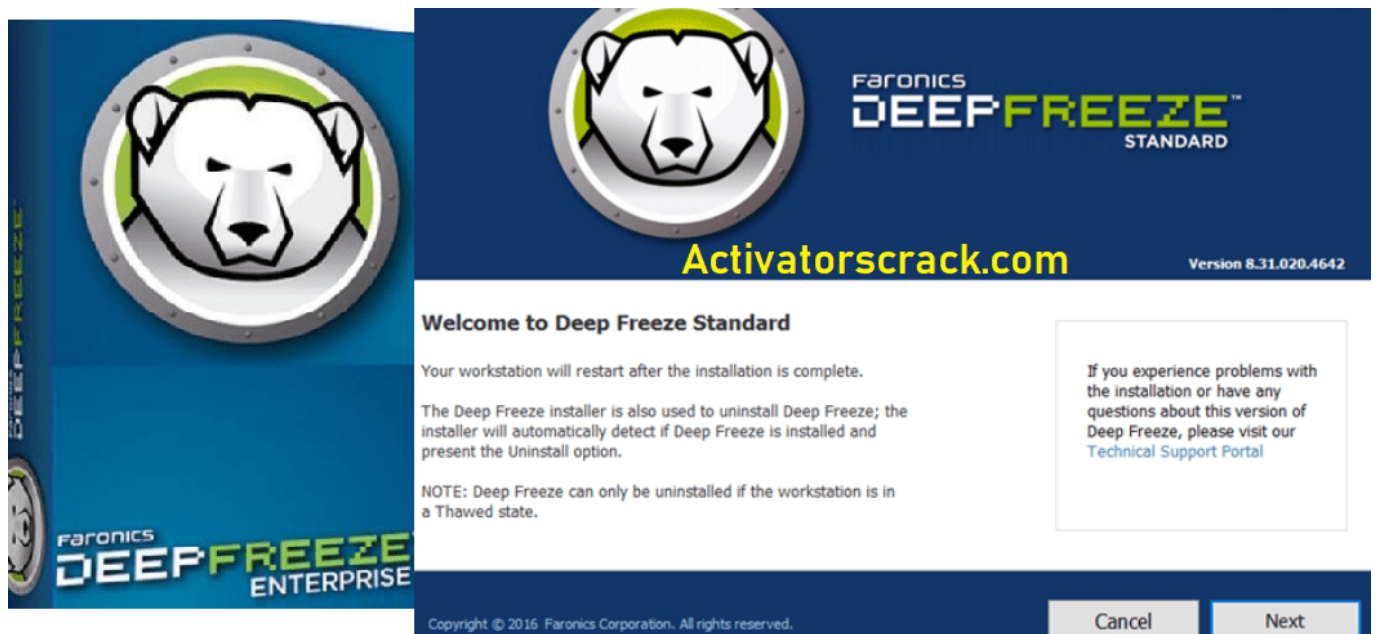 Faronics
DEEPFREEZE
Faronics
DEEPFREEZE
ENTERPRISE
Faronics
DEEPFREEZE™
STANDARD
Activatorscrack.com
Version 8.31.020.4642
Welcome to Deep Freeze Standard
Your workstation will restart after the installation is complete.
The Deep Freeze installer is also used to uninstall Deep Freeze; the
installer will automatically detect if Deep Freeze is installed and
present the Uninstall option.
NOTE: Deep Freeze can only be uninstalled if the workstation is in
a Thawed state.
If you experience problems with
the installation or have any
questions about this version of
Deep Freeze, please visit our
Technical Support Portal
Copyright © 2016 Faronics Corporation. All rights reserved.
Cancel
Next